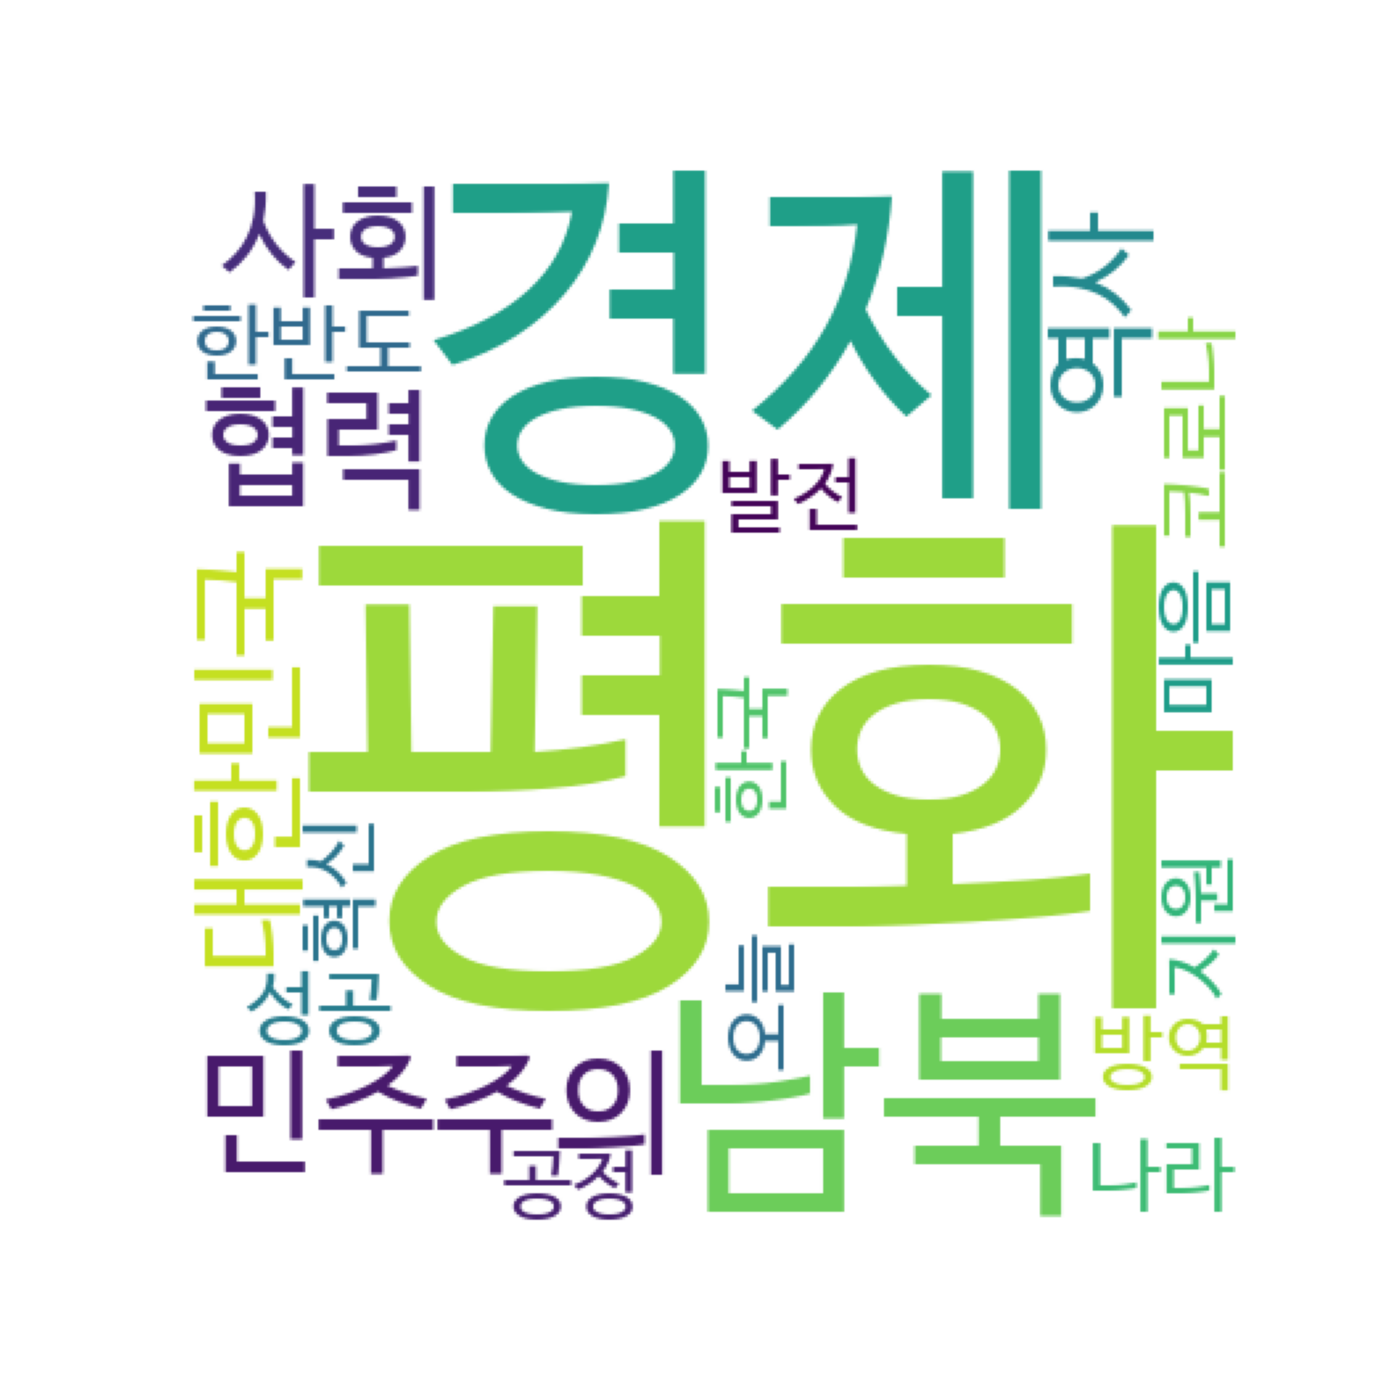 사회
경제
역사
한반도
협력
코로나
발전
평화
대한민국
마음
한국
혁신
지원
오늘
성공
남북
방역
민주주의
공정
나라